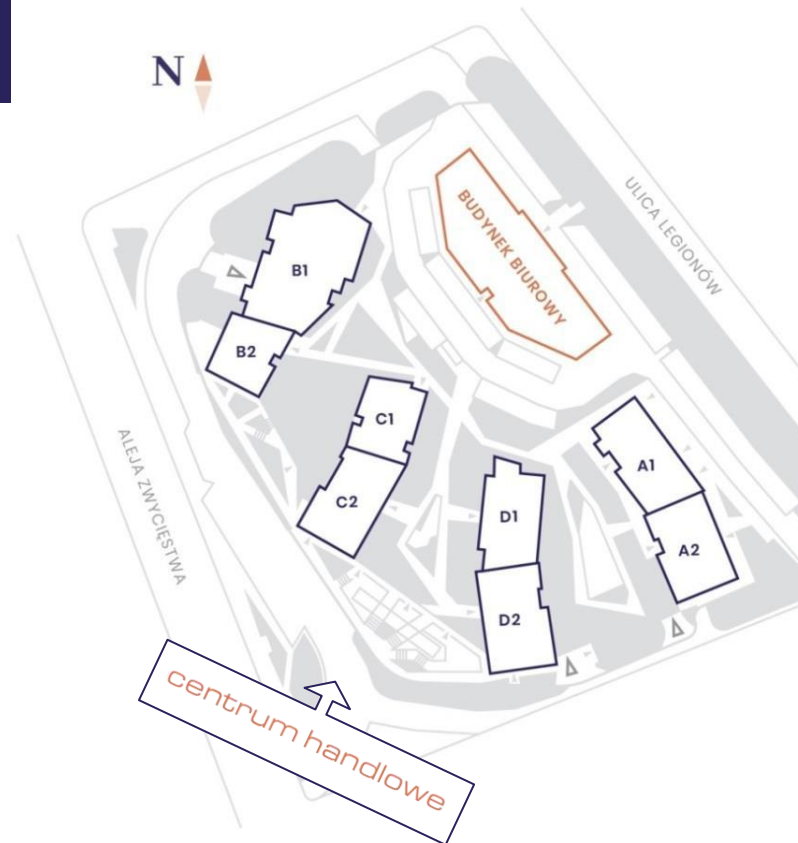 N
ULICA LEGIONÓW
BUDYNEK BIUROWY
B1
B2
C1
C2
A1
D1
A2
D2
ALEJA ZWYCIĘSTWA
centrum handlowe